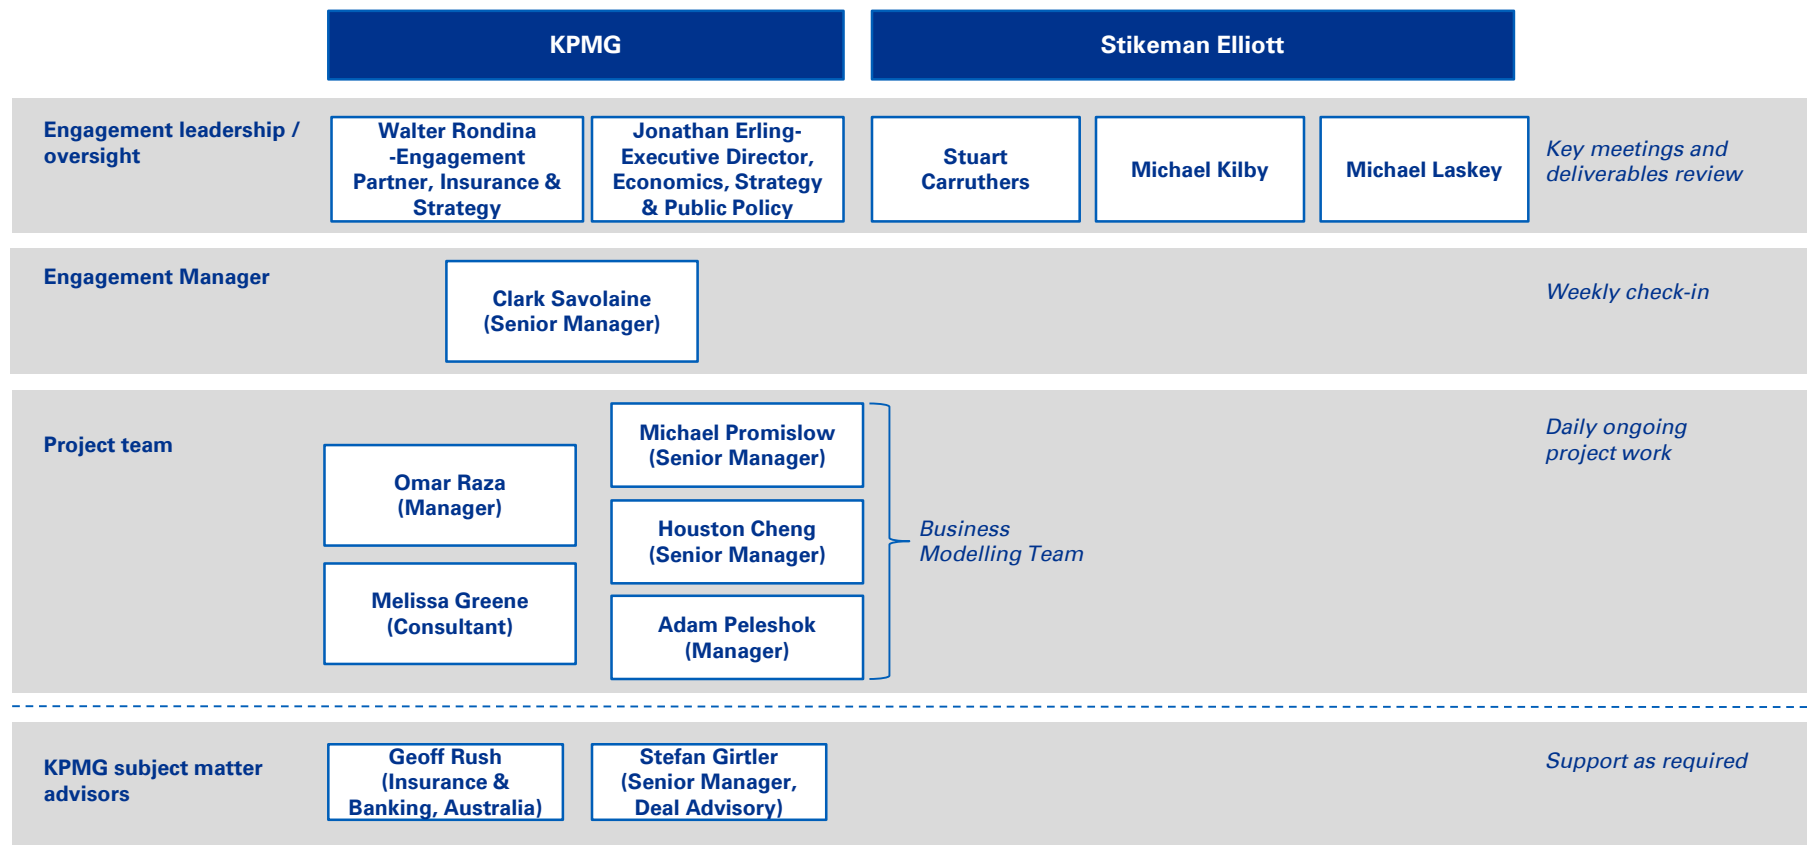 KPMG
Stikeman Elliott
Engagement leadership /
oversight
Walter Rondina
-Engagement
Partner, Insurance &
Strategy
Jonathan Erling-
Executive Director,
Economics, Strategy
& Public Policy
Stuart
Carruthers
Michael Kilby
Michael Laskey
Key meetings and
deliverables review
Engagement Manager
Clark Savolaine
(Senior Manager)
Weekly check-in
Project team
Omar Raza
(Manager)
Melissa Greene
(Consultant)
Michael Promislow
(Senior Manager)
Houston Cheng
(Senior Manager)
Adam Peleshok
(Manager)
Business
Modelling Team
Daily ongoing
project work
KPMG subject matter
advisors
Geoff Rush
(Insurance &
Banking, Australia)
Stefan Girtler
(Senior Manager,
Deal Advisory)
Support as required